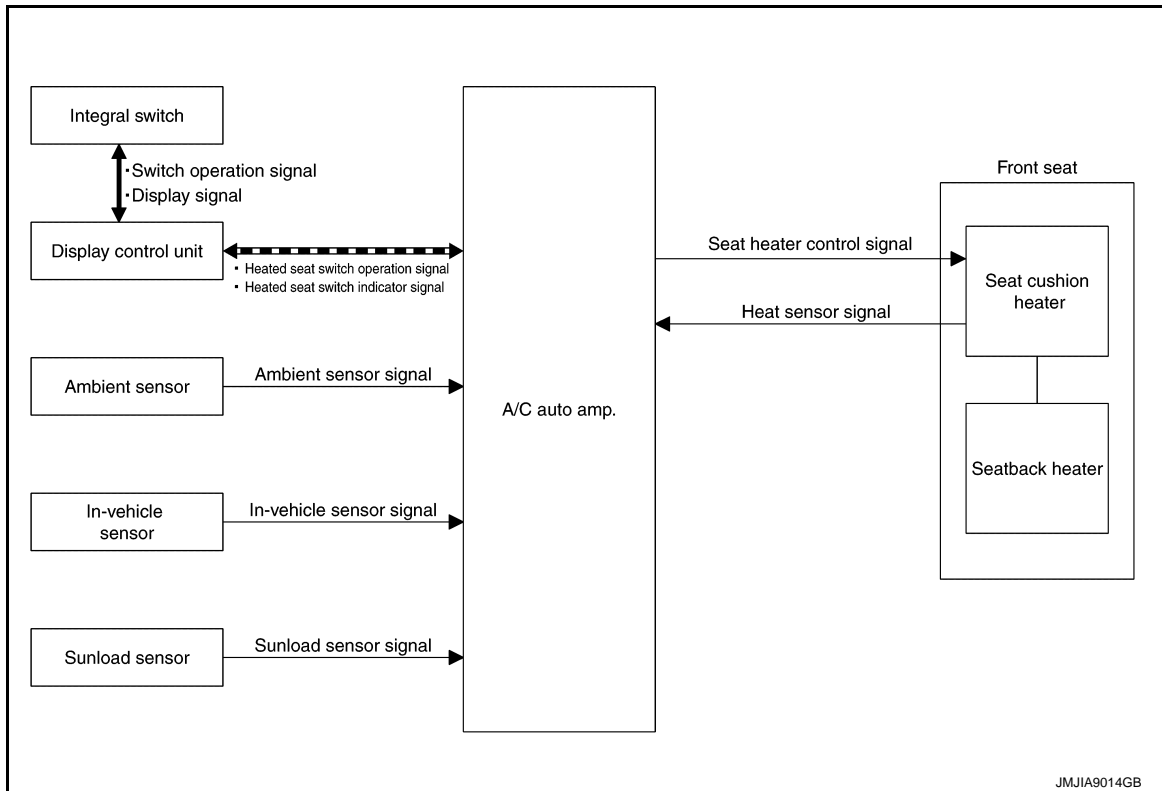 Integral switch
· Switch operation signal
· Display signal
Display control unit
· Heated seat switch operation signal
· Heated seat switch indicator signal
Ambient sensor
Ambient sensor signal
In-vehicle
sensor
In-vehicle sensor signal
Sunload sensor
Sunload sensor signal
A/C auto amp.
Seat heater control signal
Heat sensor signal
Front seat
Seat cushion
heater
Seatback heater
JMJIA9014GB